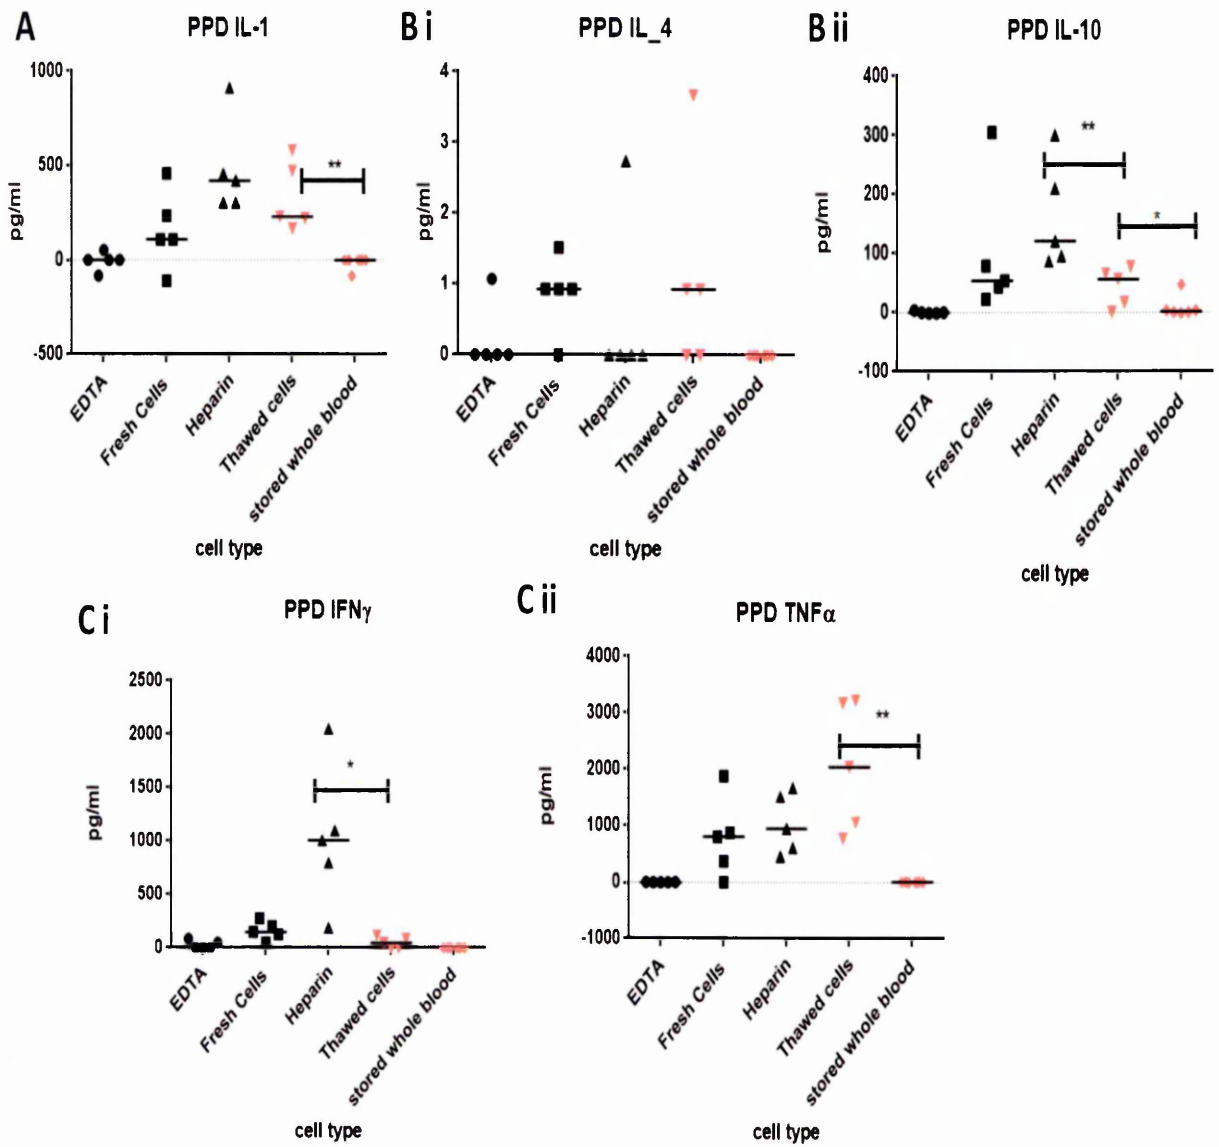 A
PPD IL-1
1000
500
0
-500
pg/ml
**
EDTA
Fresh Cells
Heparin
Thawed cells
stored whole blood
cell type
B i
PPD IL_4
4
3
2
1
0
pg/ml
EDTA
Fresh Cells
Heparin
Thawed cells
stored whole blood
cell type
B ii
PPD IL-10
400
300
200
100
0
-100
pg/ml
**
*
EDTA
Fresh Cells
Heparin
Thawed cells
stored whole blood
cell type
C i
PPD IFNγ
2500
2000
1500
1000
500
0
pg/ml
*
EDTA
Fresh Cells
Heparin
Thawed cells
stored whole blood
cell type
C ii
PPD TNFα
4000
3000
2000
1000
0
-1000
pg/ml
**
EDTA
Fresh Cells
Heparin
Thawed cells
stored whole blood
cell type